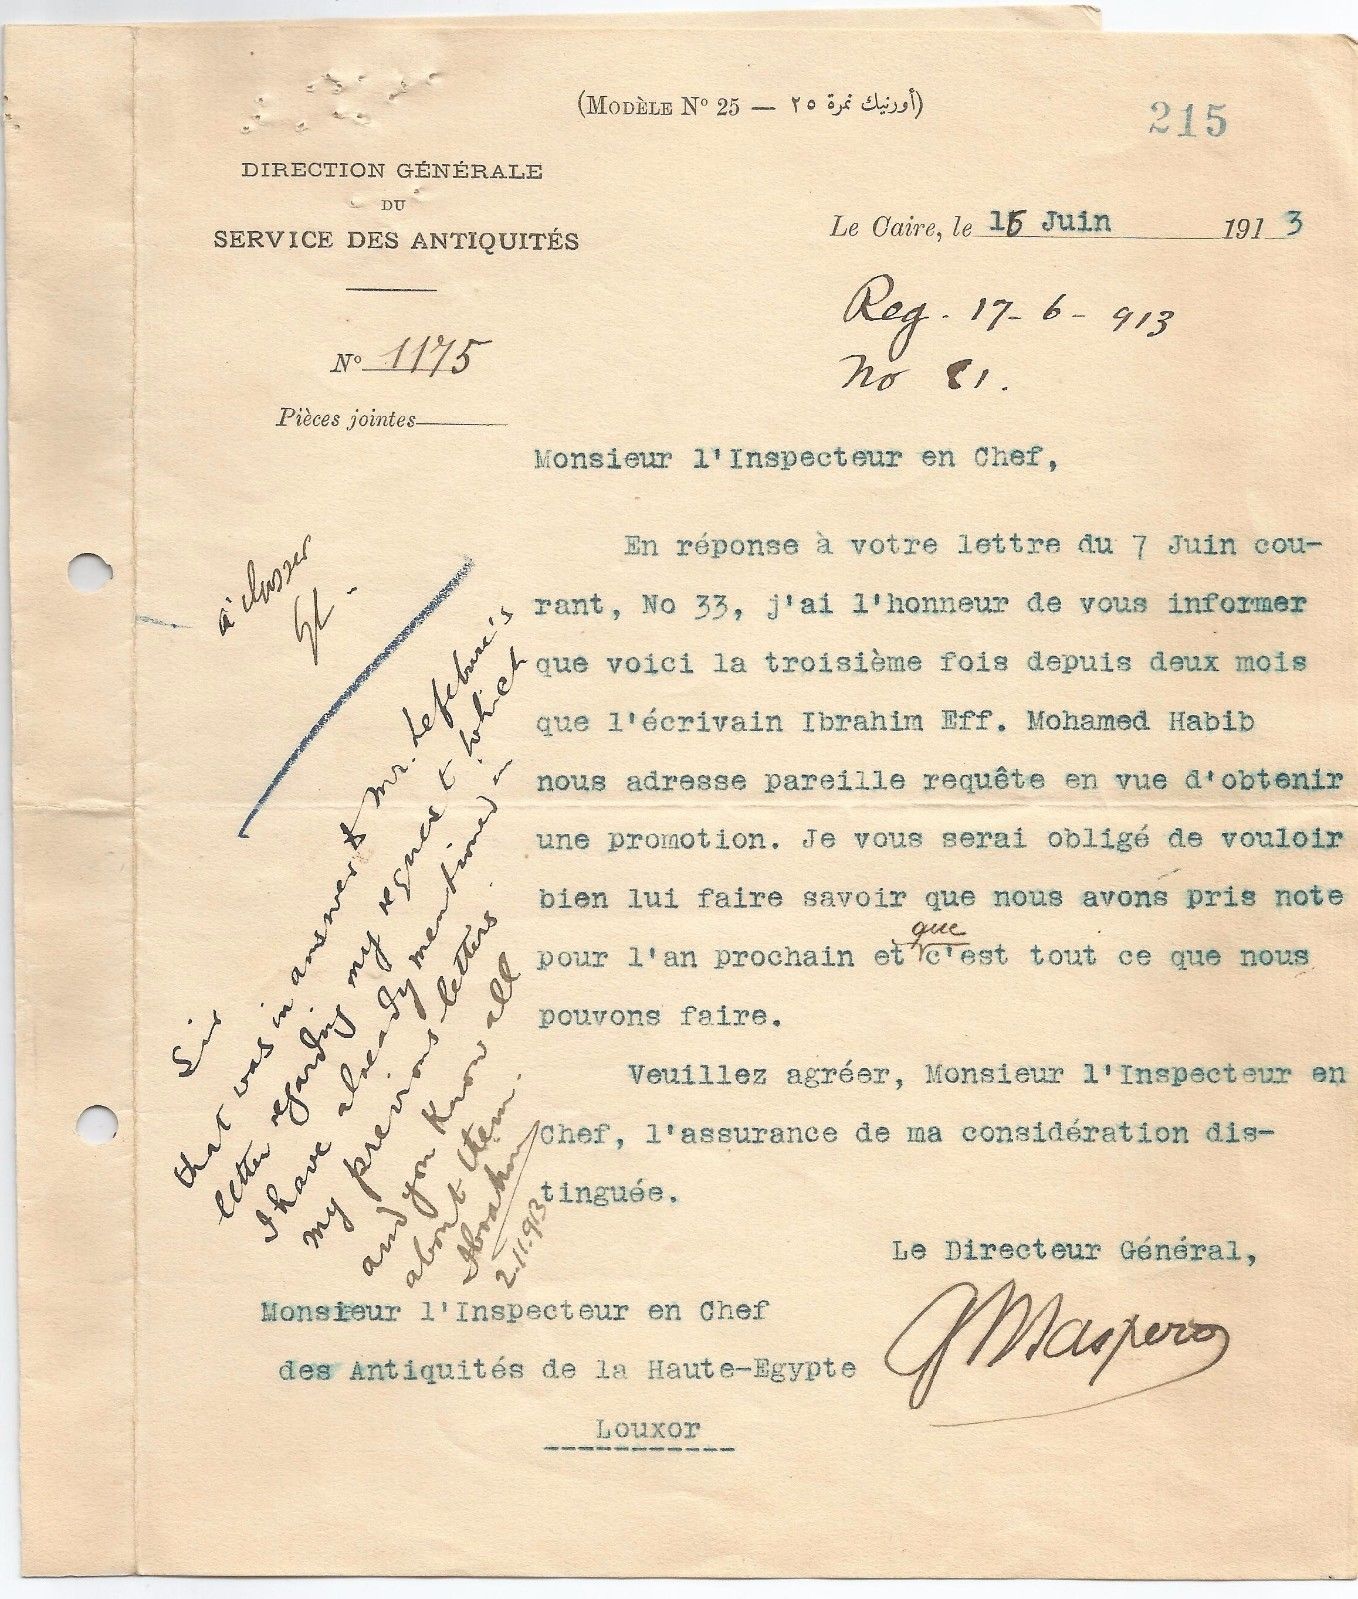 (Modèle N° 25 — أورنيك نمرة ٢٥)
215
DIRECTION GÉNÉRALE
DU
SERVICE DES ANTIQUITÉS
N° 1175
Pièces jointes
Le Caire, le 16 Juin 1913
Reg. 17-6-913
No 81.
Monsieur l'Inspecteur en Chef,
En réponse à votre lettre du 7 Juin cou-
rant, No 33, j'ai l'honneur de vous informer
que voici la troisième fois depuis deux mois
que l'écrivain Ibrahim Eff. Mohamed Habib
nous adresse pareille requête en vue d'obtenir
une promotion. Je vous serai obligé de vouloir
bien lui faire savoir que nous avons pris note
pour l'an prochain et que c'est tout ce que nous
pouvons faire.
Veuillez agréer, Monsieur l'Inspecteur en
Chef, l'assurance de ma considération dis-
tinguée.
Le Directeur Général,
G Maspero
Monsieur l'Inspecteur en Chef
des Antiquités de la Haute-Egypte
Louxor
à classer
GL
Sir
that was in answer to Mr. Lefebure's
letter regarding my request which
I have already mentioned in
my previous letters.
and you know all
about them.
Ibrahim
2.11.913